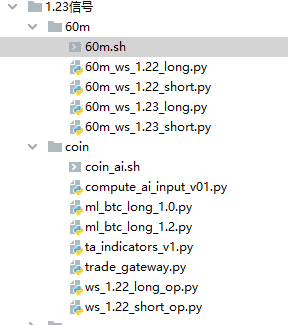 1.23信号
60m
60m.sh
60m_ws_1.22_long.py
60m_ws_1.22_short.py
60m_ws_1.23_long.py
60m_ws_1.23_short.py
coin
coin_ai.sh
compute_ai_input_v01.py
ml_btc_long_1.0.py
ml_btc_long_1.2.py
ta_indicators_v1.py
trade_gateway.py
ws_1.22_long_op.py
ws_1.22_short_op.py